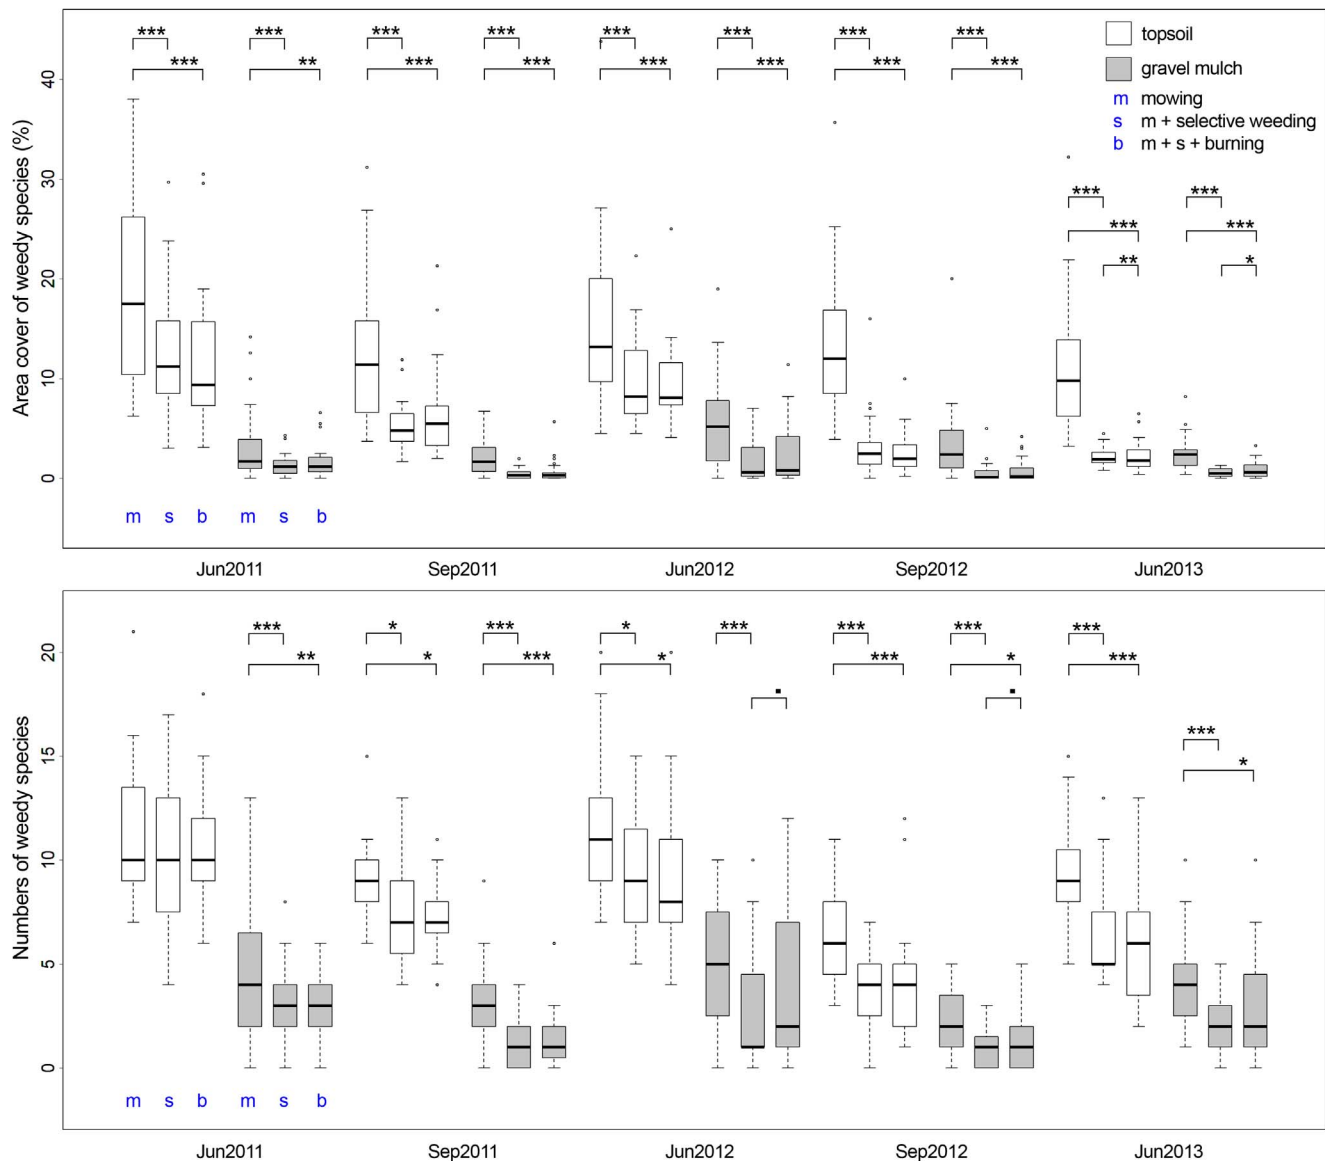 *** *** *** *** *** *** *** ***
*** ** *** *** *** *** *** ***
topsoil
gravel mulch
m mowing
s m + selective weeding
b m + s + burning
*** ***
*** ***
** *
Area cover of weedy species (%)
40
30
20
10
0
m s b m s b
Jun2011 Sep2011 Jun2012 Sep2012 Jun2013
*** * *** * *** *** *** ***
** * *** * *** * ***
***
*
Numbers of weedy species
20
15
10
5
0
m s b m s b
Jun2011 Sep2011 Jun2012 Sep2012 Jun2013